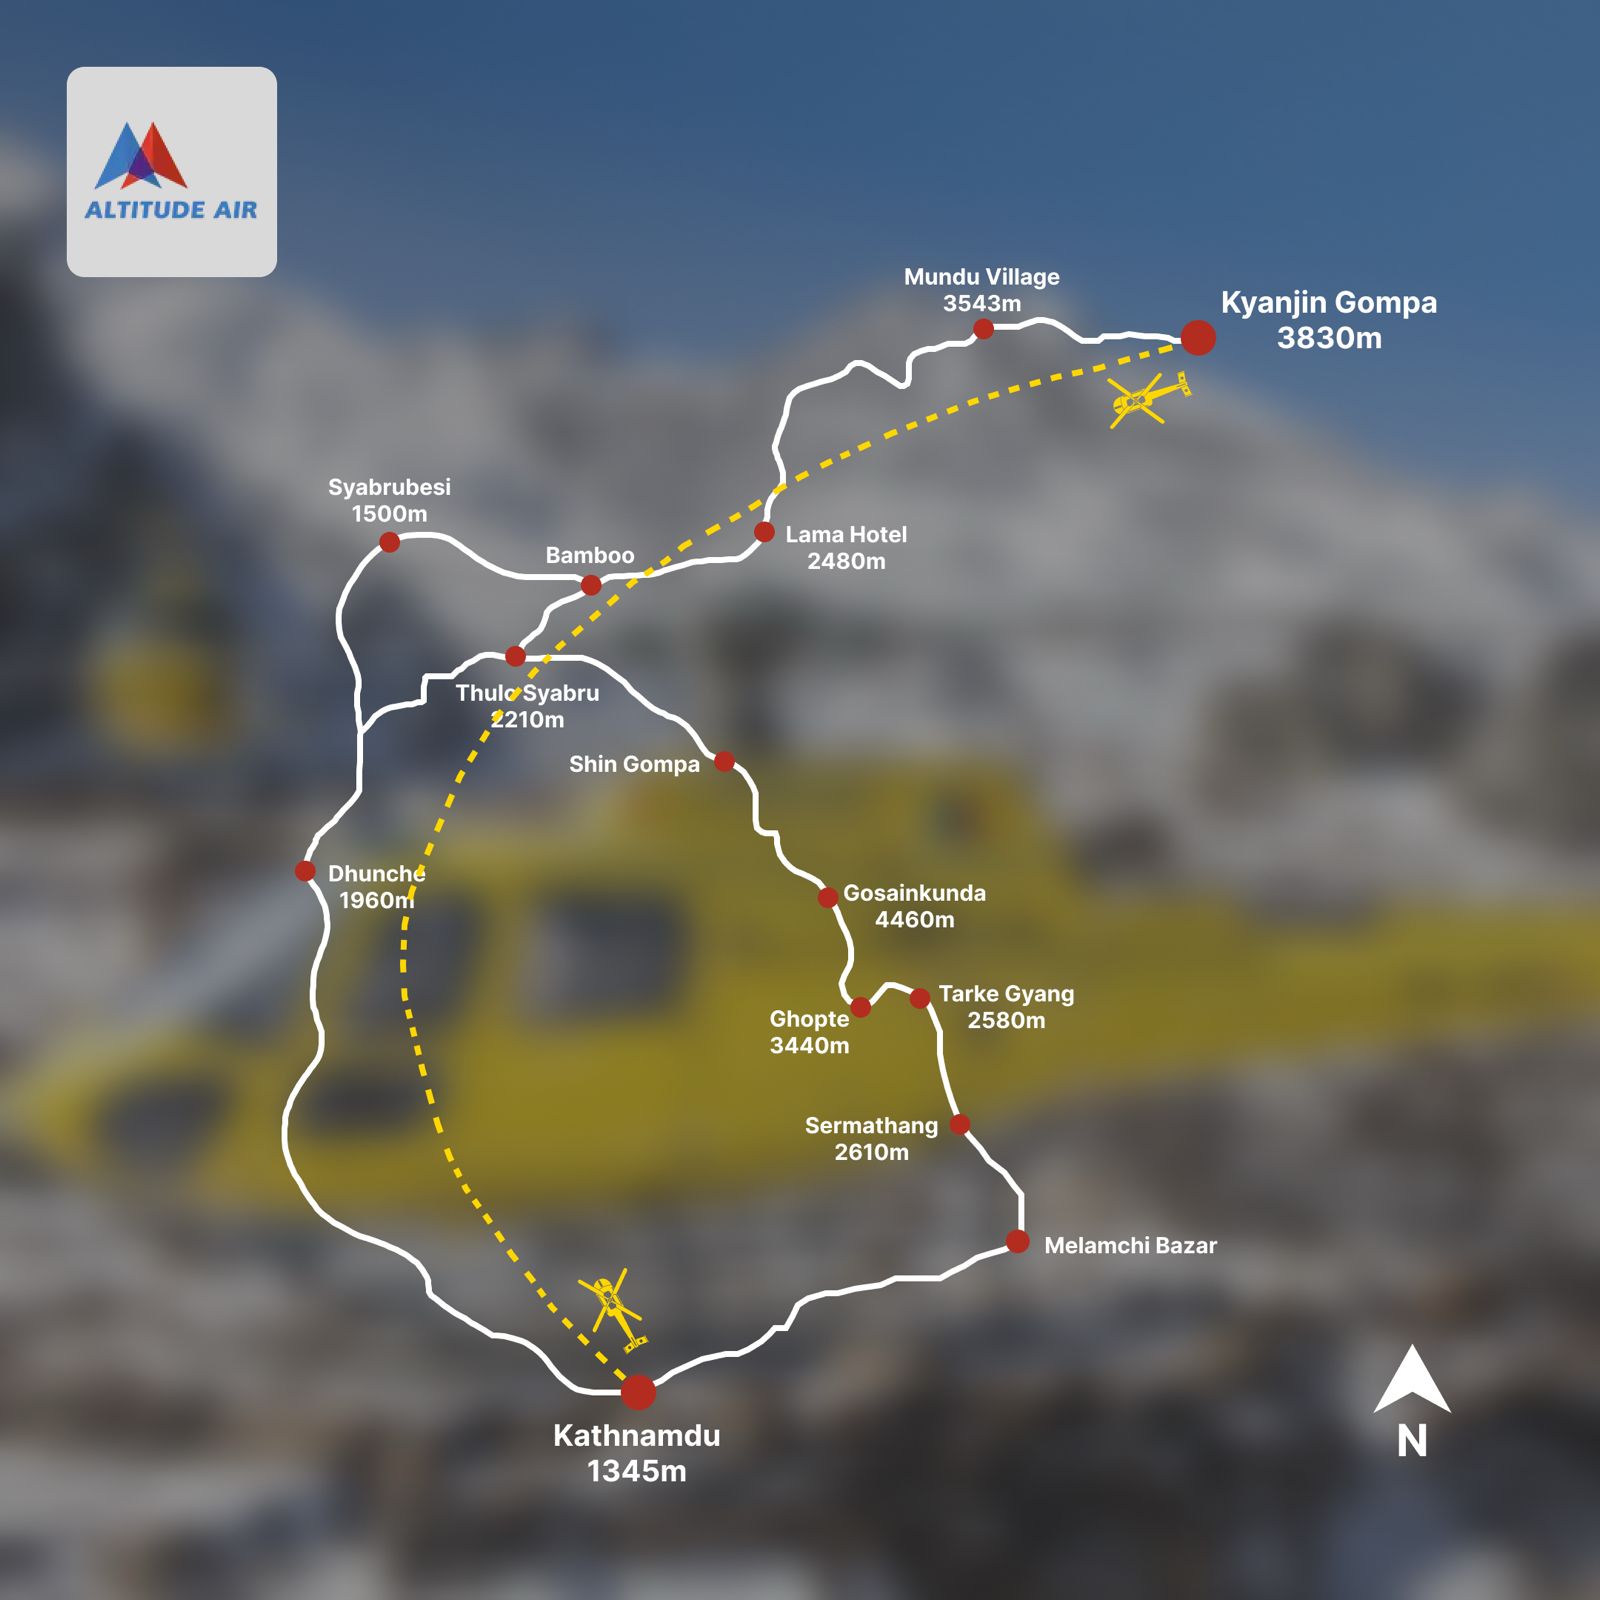 ALTITUDE AIR
Mundu Village
3543m
Kyanjin Gompa
3830m
Syabrubesi
1500m
Bamboo
Lama Hotel
2480m
Thulo Syabru
2210m
Shin Gompa
Dhunche
1960m
Gosainkunda
4460m
Tarke Gyang
2580m
Ghopte
3440m
Sermathang
2610m
Melamchi Bazar
Kathnamdu
1345m
N